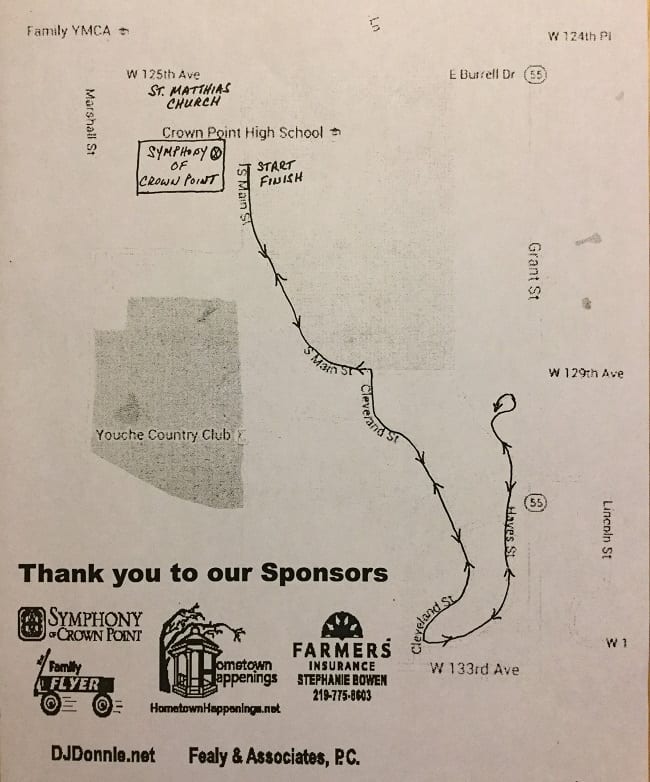 Family YMCA
5
W 124th Pl
W 125th Ave
E Burrell Dr 55
ST. MATTHIAS
CHURCH
Marshall St
Crown Point High School
SYMPHONY
OF
CROWN POINT
START
FINISH
S Main St
Grant St
S Main St
W 129th Ave
Cleveland St
Youche Country Club
55
Hayes St
Lincoln St
Cleveland St
W 133rd Ave
W 1
Thank you to our Sponsors
SYMPHONY
OF CROWN POINT
Family
FLYER
Hometown
Happenings
HometownHappenings.net
FARMERS
INSURANCE
STEPHANIE BOWEN
219-775-8603
DJDonnie.net
Fealy & Associates, P.C.